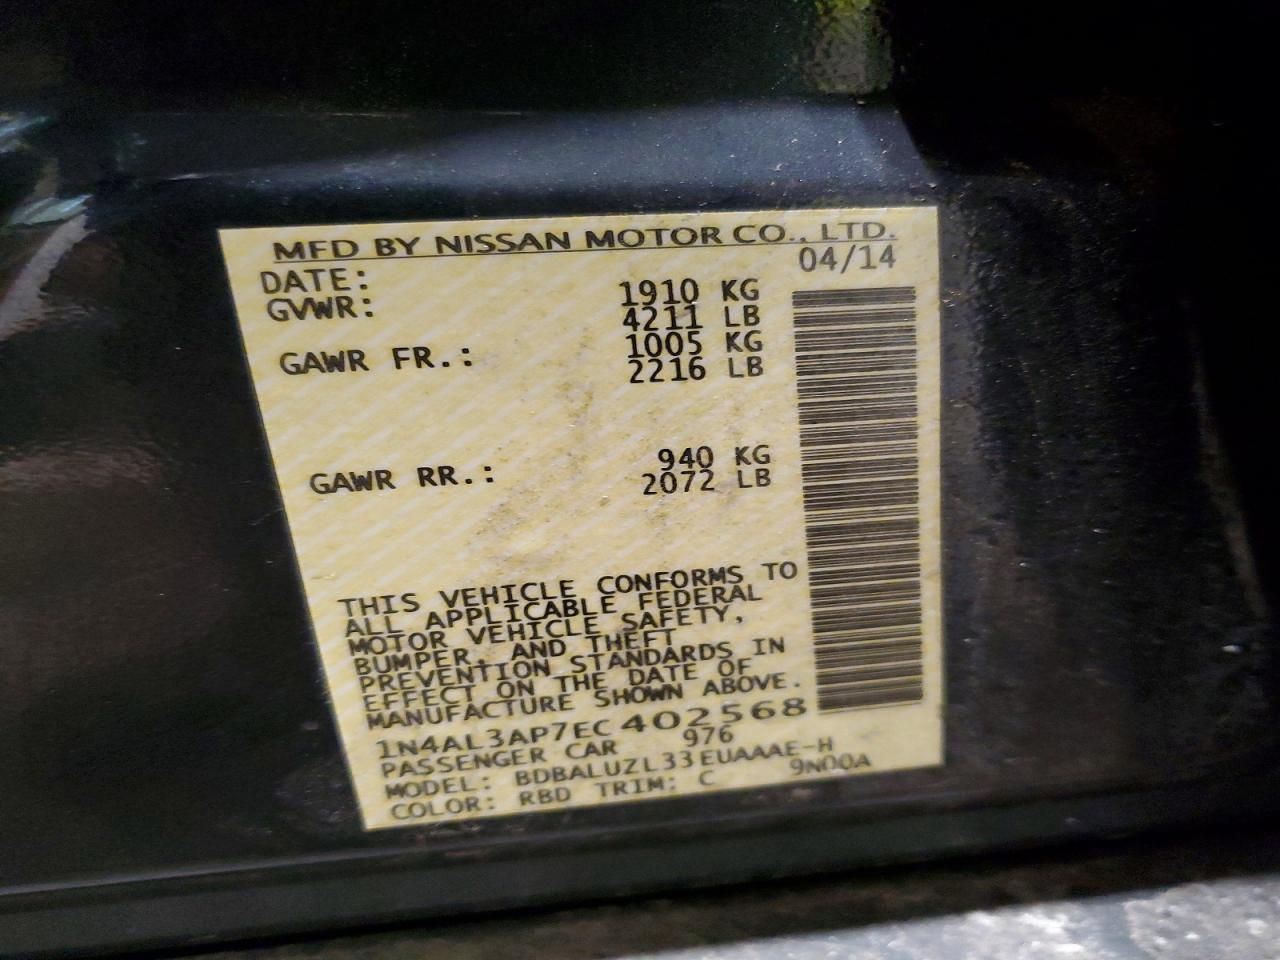 MFD BY NISSAN MOTOR CO., LTD.
DATE: 04/14
GVWR: 1910 KG
4211 LB
GAWR FR.: 1005 KG
2216 LB
GAWR RR.: 940 KG
2072 LB
THIS VEHICLE CONFORMS TO
ALL APPLICABLE FEDERAL
MOTOR VEHICLE SAFETY,
BUMPER, AND THEFT
PREVENTION STANDARDS IN
EFFECT ON THE DATE OF
MANUFACTURE SHOWN ABOVE.
1N4AL3AP7EC402568
PASSENGER CAR 976
MODEL: BDBALUZL33EUAAAE-H
COLOR: RBD TRIM: C 9N00A